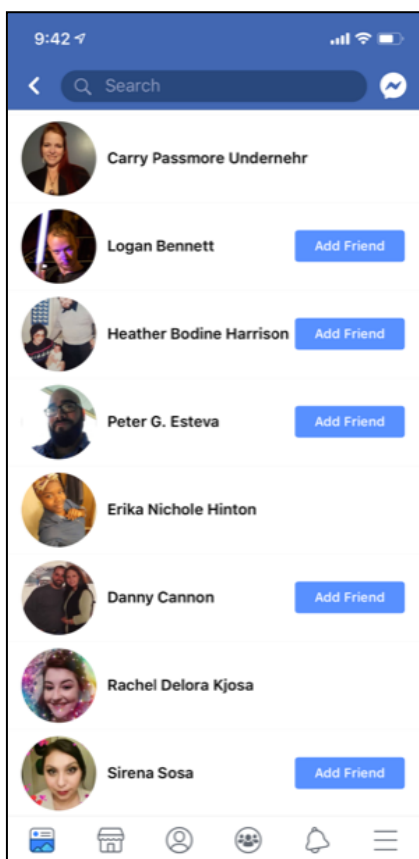 9:42
Search
Carry Passmore Undernehr
Logan Bennett Add Friend
Heather Bodine Harrison Add Friend
Peter G. Esteva Add Friend
Erika Nichole Hinton
Danny Cannon Add Friend
Rachel Delora Kjosa
Sirena Sosa Add Friend